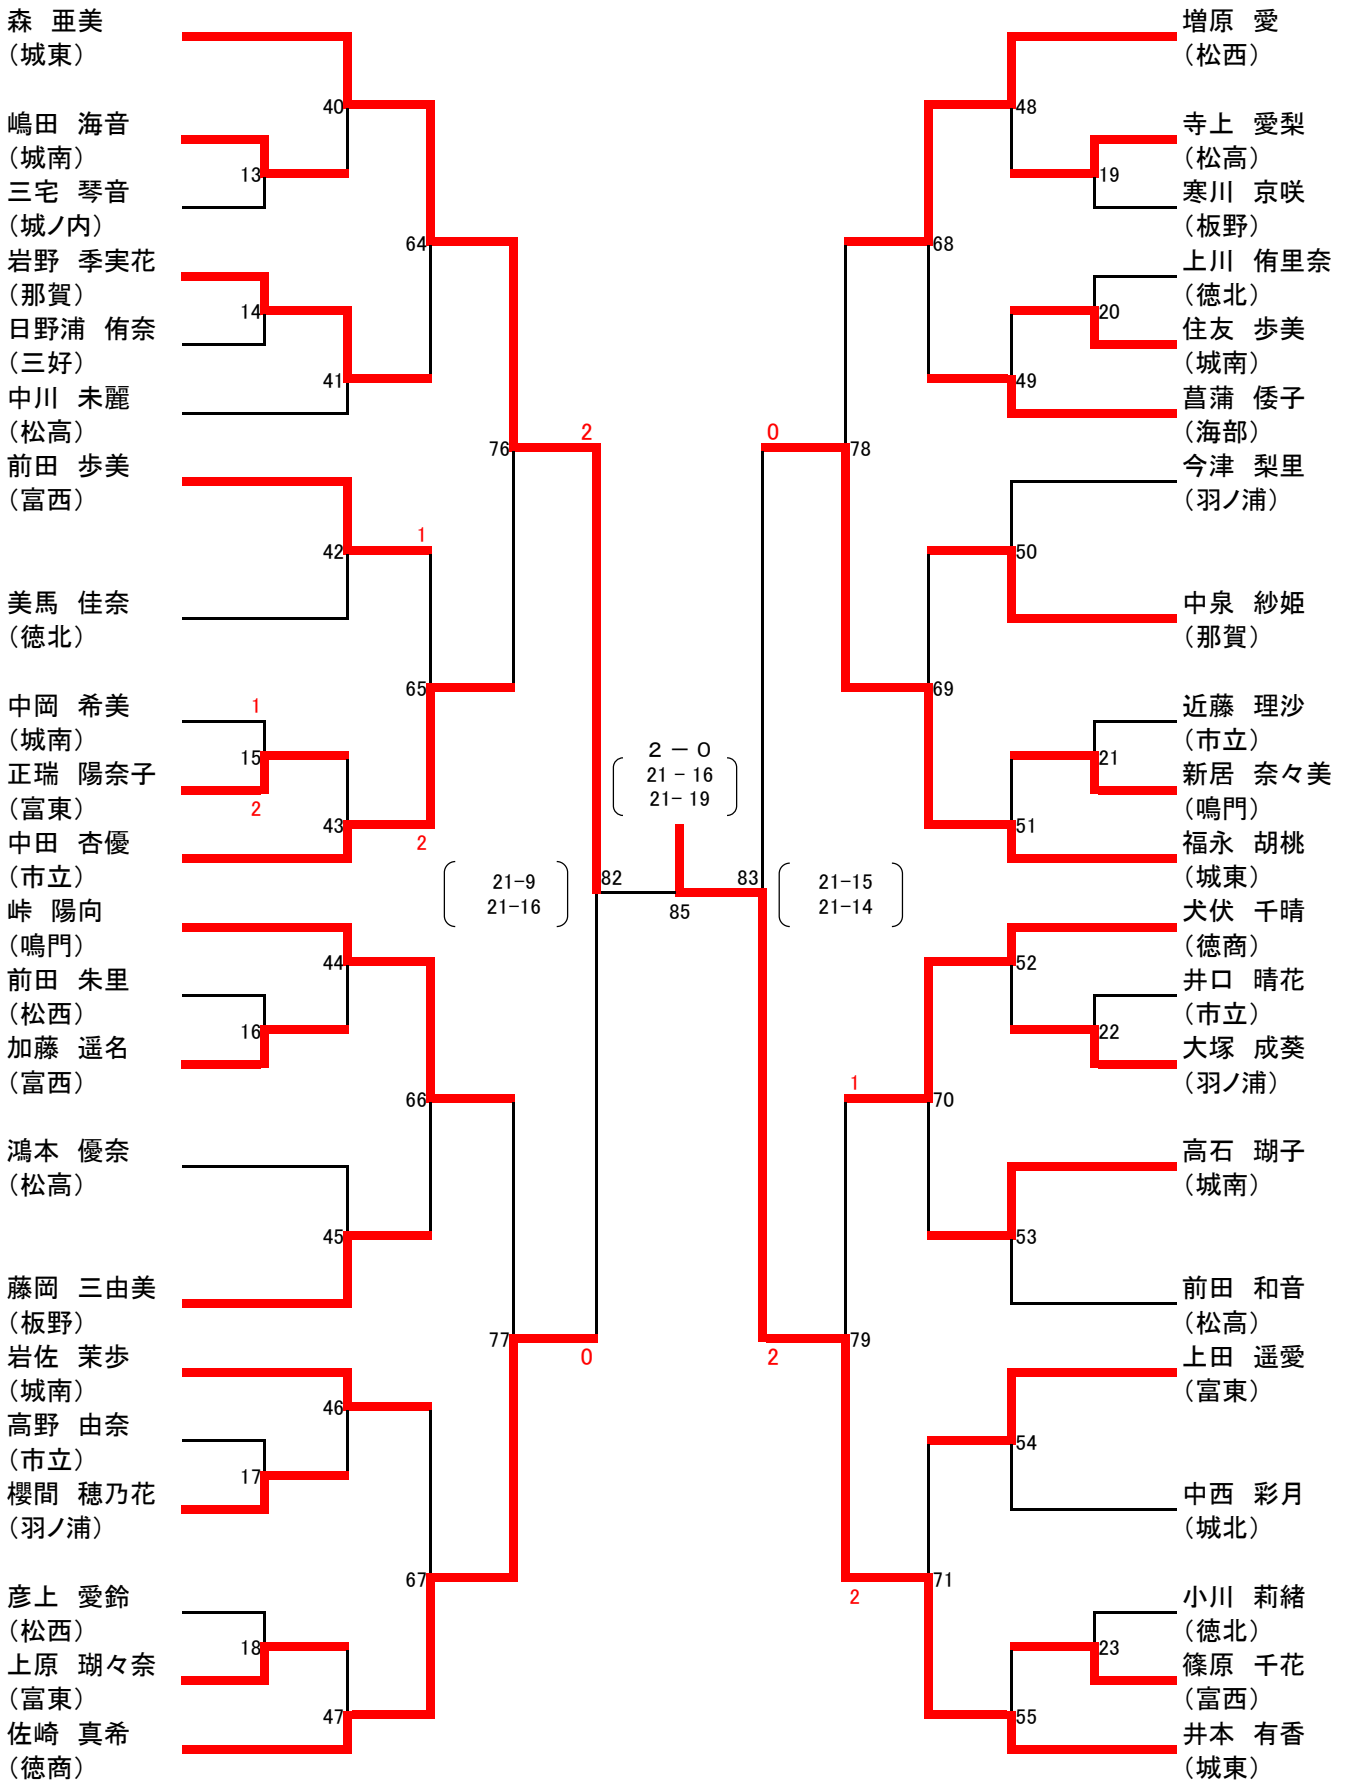 森 亜美
(城東)
40
嶋田 海音
(城南)
13
三宅 琴音
(城ノ内)
64
岩野 季実花
(那賀)
14
日野浦 侑奈
(三好)
41
中川 未麗
(松高)
76
2
前田 歩美
(富西)
42
1
美馬 佳奈
(徳北)
65
中岡 希美
(城南)
1
15
正瑞 陽奈子
(富東)
2
43
2
中田 杏優
(市立)
21-9
21-16
82
峠 陽向
(鳴門)
44
前田 朱里
(松西)
16
加藤 遥名
(富西)
66
鴻本 優奈
(松高)
45
藤岡 三由美
(板野)
77
0
岩佐 茉歩
(城南)
46
高野 由奈
(市立)
17
櫻間 穂乃花
(羽ノ浦)
67
彦上 愛鈴
(松西)
18
上原 瑚々奈
(富東)
47
佐崎 真希
(徳商)
2 - 0
21 - 16
21- 19
85
増原 愛
(松西)
48
寺上 愛梨
(松高)
19
寒川 京咲
(板野)
68
上川 侑里奈
(徳北)
20
住友 歩美
(城南)
49
菖蒲 倭子
(海部)
0
78
今津 梨里
(羽ノ浦)
50
中泉 紗姫
(那賀)
69
近藤 理沙
(市立)
21
新居 奈々美
(鳴門)
51
福永 胡桃
(城東)
83
21-15
21-14
犬伏 千晴
(徳商)
52
井口 晴花
(市立)
22
大塚 成葵
(羽ノ浦)
1
70
高石 瑚子
(城南)
53
前田 和音
(松高)
2
79
上田 遥愛
(富東)
54
中西 彩月
(城北)
2
71
小川 莉緒
(徳北)
23
篠原 千花
(富西)
55
井本 有香
(城東)